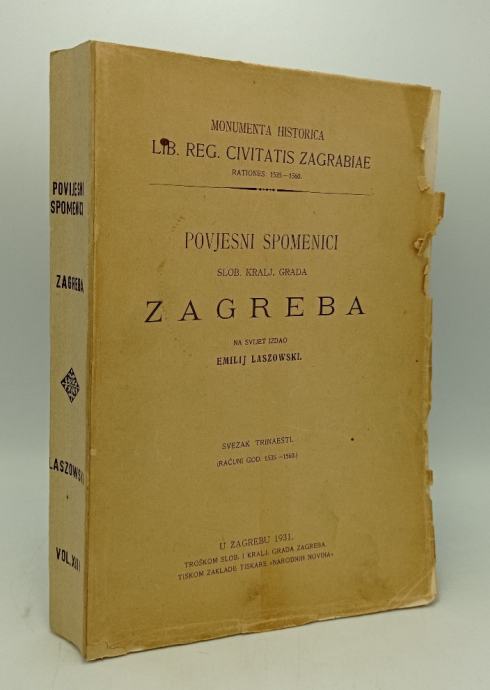 POVIJESNI
SPOMENICI
ZAGREBA
LASZOWSKI
VOL. XIII
MONUMENTA HISTORICA
LIB. REG. CIVITATIS ZAGRABIAE
RATIONES: 1535.—1560.
POVJESNI SPOMENICI
SLOB. KRALJ. GRADA
ZAGREBA
NA SVIJET IZDAO
EMILIJ LASZOWSKI.
SVEZAK TRINAESTI.
(RAČUNI GOD. 1535.—1560.)
U ZAGREBU 1931.
TROŠKOM SLOB. I KRALJ. GRADA ZAGREBA.
TISKOM ZAKLADE TISKARE »NARODNIH NOVINA«